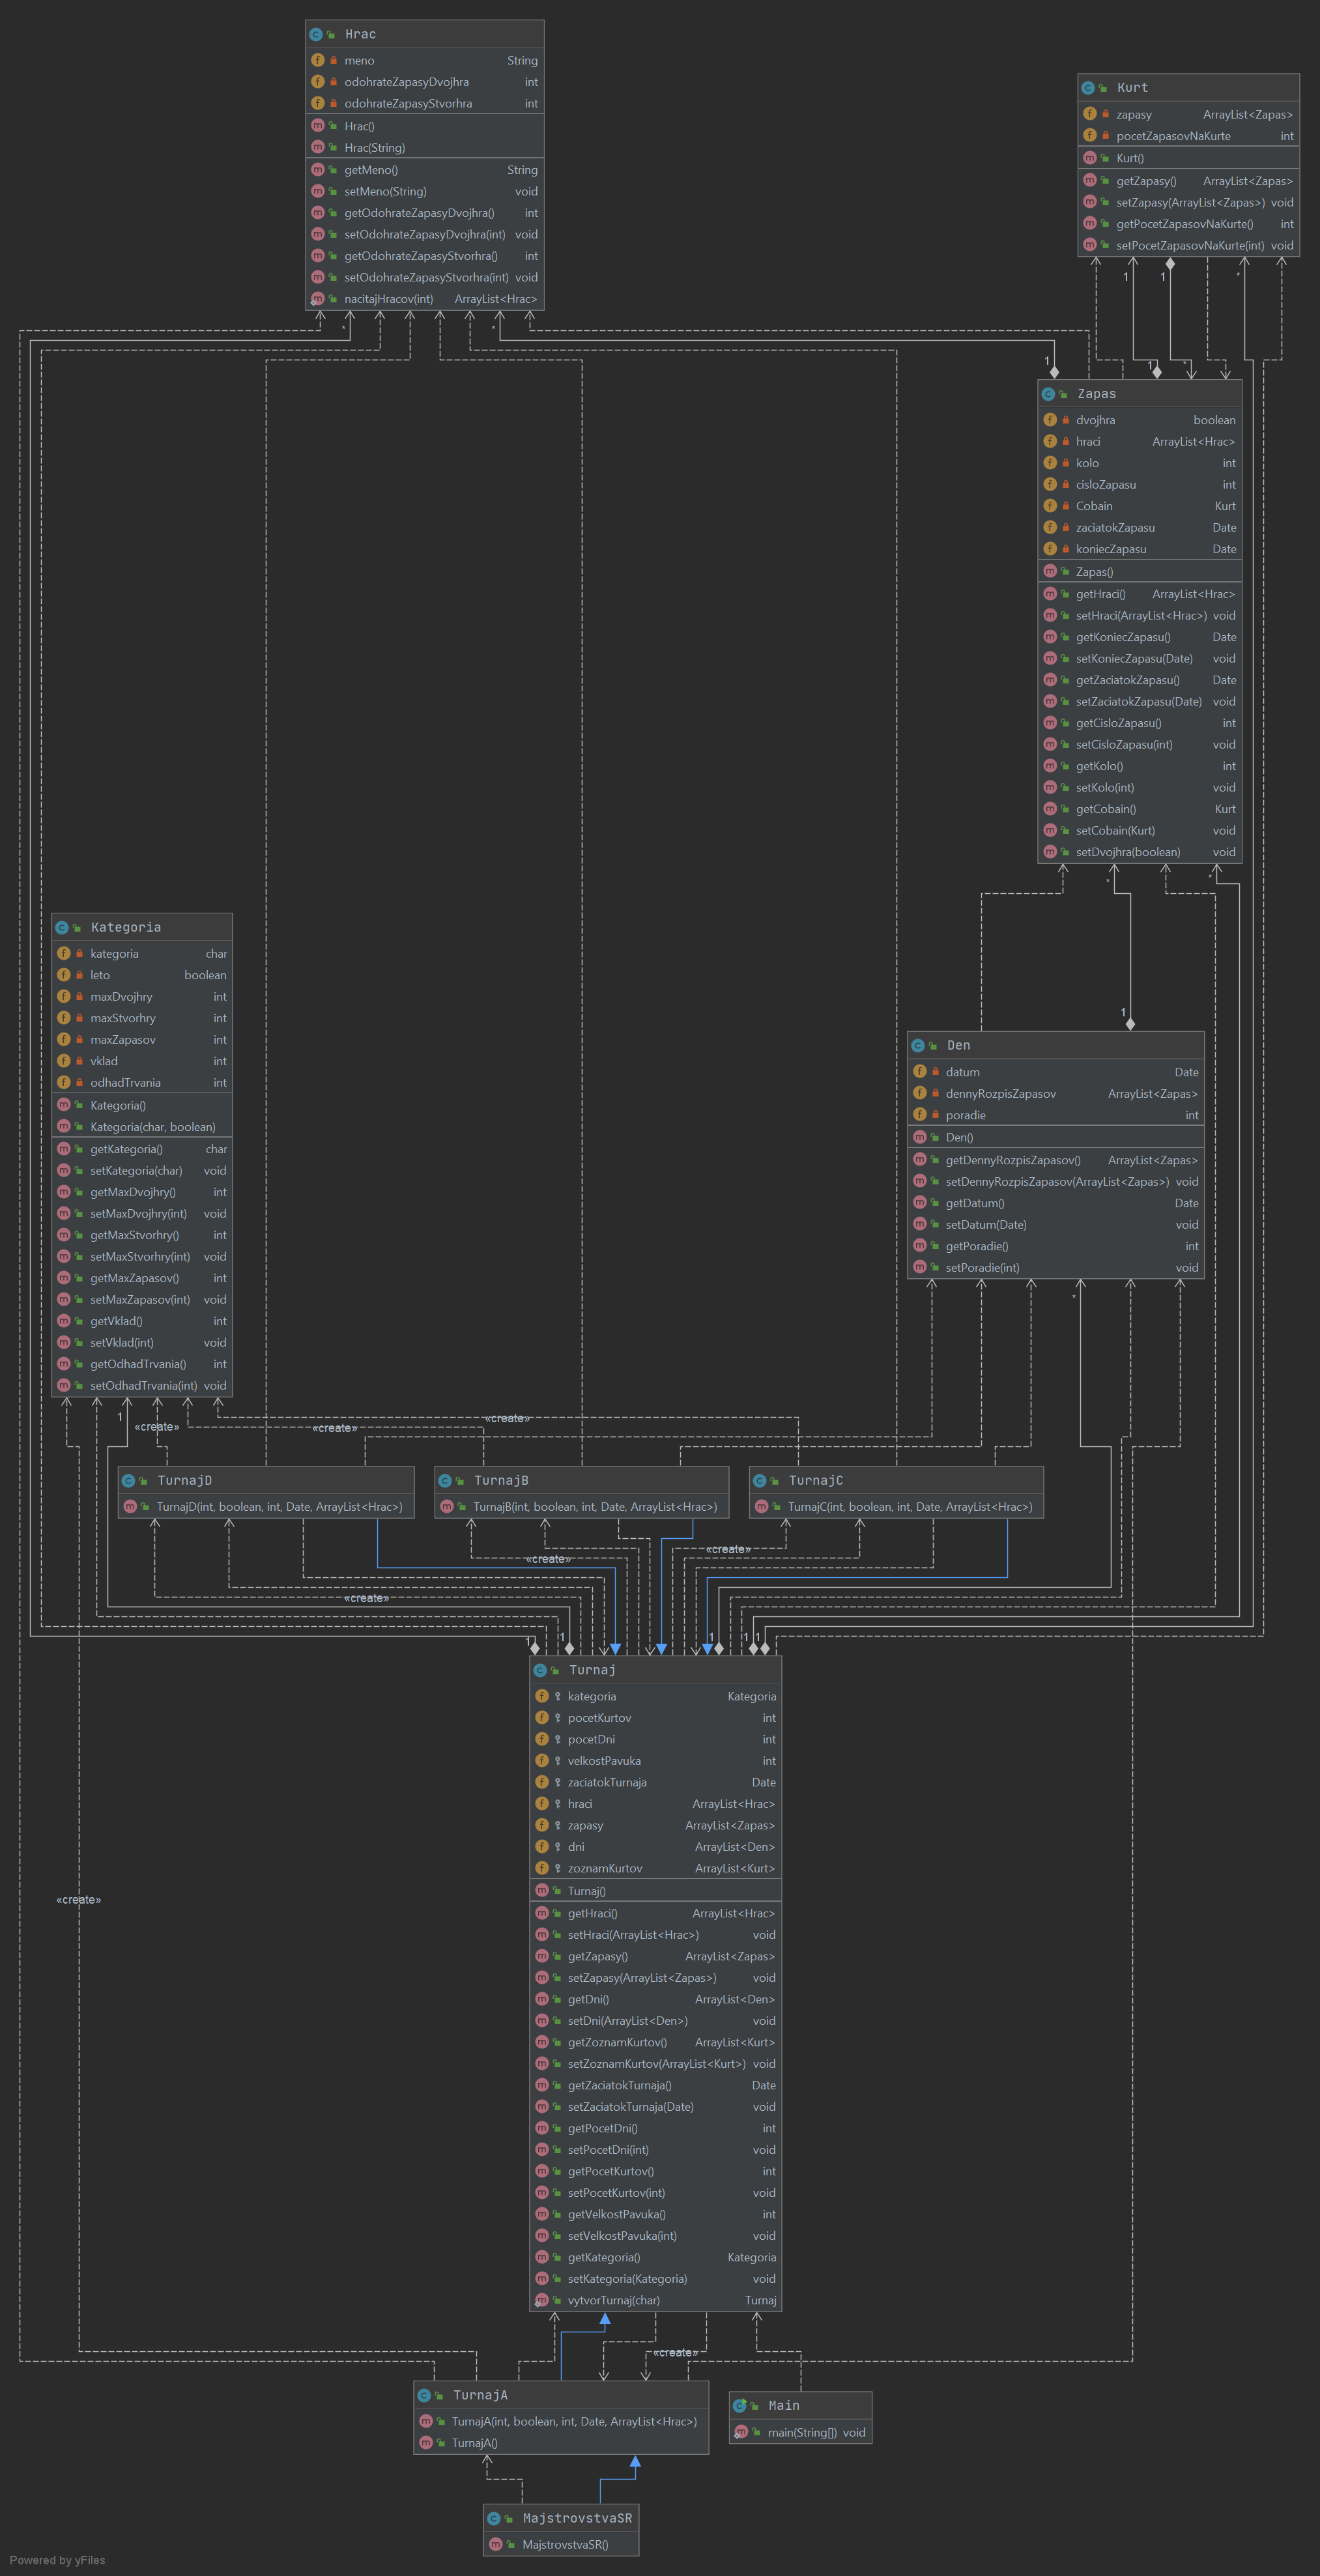 Hrac
meno String
odohrateZapasyDvojhra int
odohrateZapasyStvorhra int
Hrac()
Hrac(String)
getMeno() String
setMeno(String) void
getOdohrateZapasyDvojhra() int
setOdohrateZapasyDvojhra(int) void
getOdohrateZapasyStvorhra() int
setOdohrateZapasyStvorhra(int) void
nacitajHracov(int) ArrayList<Hrac>
Kurt
zapasy ArrayList<Zapas>
pocetZapasovNaKurte int
Kurt()
getZapasy() ArrayList<Zapas>
setZapasy(ArrayList<Zapas>) void
getPocetZapasovNaKurte() int
setPocetZapasovNaKurte(int) void
1 1 *
* *
1 1 *
Zapas
dvojhra boolean
hraci ArrayList<Hrac>
kolo int
cisloZapasu int
Cobain Kurt
zaciatokZapasu Date
koniecZapasu Date
Zapas()
getHraci() ArrayList<Hrac>
setHraci(ArrayList<Hrac>) void
getKoniecZapasu() Date
setKoniecZapasu(Date) void
getZaciatokZapasu() Date
setZaciatokZapasu(Date) void
getCisloZapasu() int
setCisloZapasu(int) void
getKolo() int
setKolo(int) void
getCobain() Kurt
setCobain(Kurt) void
setDvojhra(boolean) void
* *
1
Kategoria
kategoria char
leto boolean
maxDvojhry int
maxStvorhry int
maxZapasov int
vklad int
odhadTrvania int
Kategoria()
Kategoria(char, boolean)
getKategoria() char
setKategoria(char) void
getMaxDvojhry() int
setMaxDvojhry(int) void
getMaxStvorhry() int
setMaxStvorhry(int) void
getMaxZapasov() int
setMaxZapasov(int) void
getVklad() int
setVklad(int) void
getOdhadTrvania() int
setOdhadTrvania(int) void
Den
datum Date
dennyRozpisZapasov ArrayList<Zapas>
poradie int
Den()
getDennyRozpisZapasov() ArrayList<Zapas>
setDennyRozpisZapasov(ArrayList<Zapas>) void
getDatum() Date
setDatum(Date) void
getPoradie() int
setPoradie(int) void
*
1 «create» «create» «create»
TurnajD
TurnajD(int, boolean, int, Date, ArrayList<Hrac>)
TurnajB
TurnajB(int, boolean, int, Date, ArrayList<Hrac>)
TurnajC
TurnajC(int, boolean, int, Date, ArrayList<Hrac>)
«create» «create»
«create»
1 1 1 1 1
Turnaj
kategoria Kategoria
pocetKurtov int
pocetDni int
velkostPavuka int
zaciatokTurnaja Date
hraci ArrayList<Hrac>
zapasy ArrayList<Zapas>
dni ArrayList<Den>
zoznamKurtov ArrayList<Kurt>
Turnaj()
getHraci() ArrayList<Hrac>
setHraci(ArrayList<Hrac>) void
getZapasy() ArrayList<Zapas>
setZapasy(ArrayList<Zapas>) void
getDni() ArrayList<Den>
setDni(ArrayList<Den>) void
getZoznamKurtov() ArrayList<Kurt>
setZoznamKurtov(ArrayList<Kurt>) void
getZaciatokTurnaja() Date
setZaciatokTurnaja(Date) void
getPocetDni() int
setPocetDni(int) void
getPocetKurtov() int
setPocetKurtov(int) void
getVelkostPavuka() int
setVelkostPavuka(int) void
getKategoria() Kategoria
setKategoria(Kategoria) void
vytvorTurnaj(char) Turnaj
«create»
«create»
TurnajA
TurnajA(int, boolean, int, Date, ArrayList<Hrac>)
TurnajA()
Main
main(String[]) void
MajstrovstvaSR
MajstrovstvaSR()
Powered by yFiles